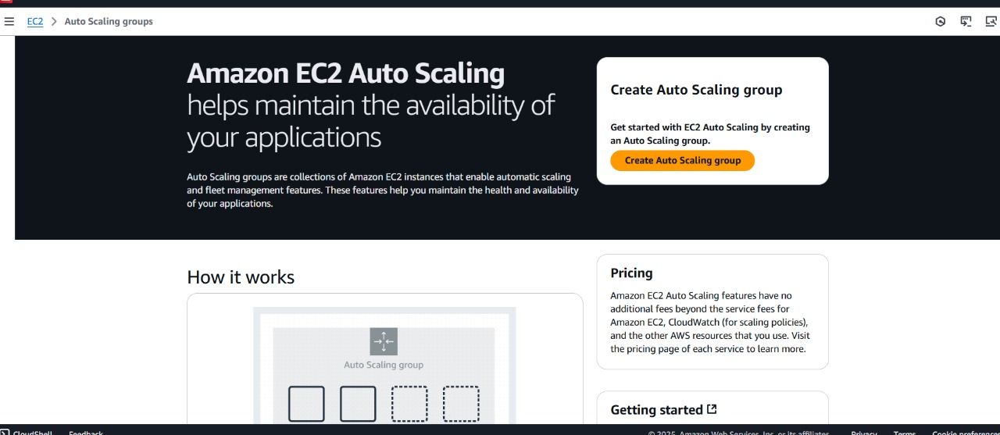 EC2 > Auto Scaling groups
Amazon EC2 Auto Scaling
helps maintain the availability of
your applications
Auto Scaling groups are collections of Amazon EC2 instances that enable automatic scaling
and fleet management features. These features help you maintain the health and availability
of your applications.
Create Auto Scaling group
Get started with EC2 Auto Scaling by creating
an Auto Scaling group.
Create Auto Scaling group
How it works
Auto Scaling group
Pricing
Amazon EC2 Auto Scaling features have no
additional fees beyond the service fees for
Amazon EC2, CloudWatch (for scaling policies),
and the other AWS resources that you use. Visit
the pricing page of each service to learn more.
Getting started
CloudShell Feedback © 2025, Amazon Web Services, Inc. or its affiliates. Privacy Terms Cookie preferences